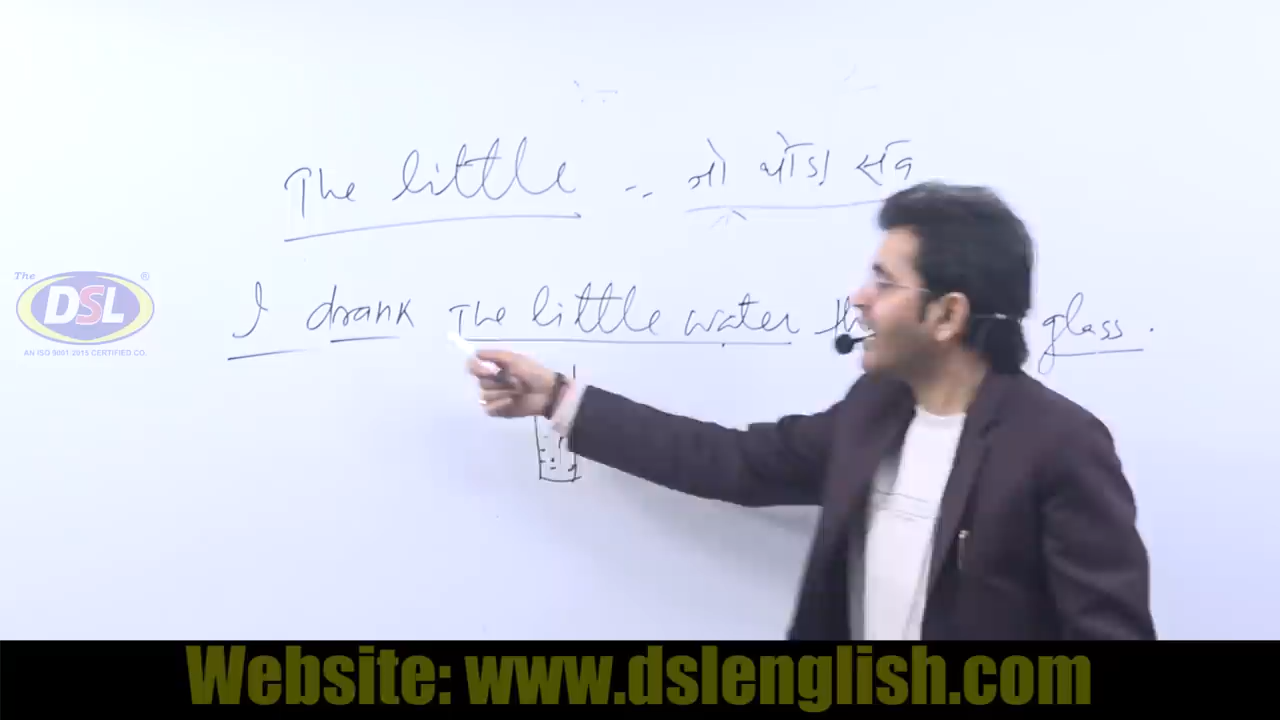 The little -- जो थोड़ा सब
I drank The little water glass.
The
DSL
®
AN ISO 9001:2015 CERTIFIED CO.
Website: www.dslenglish.com